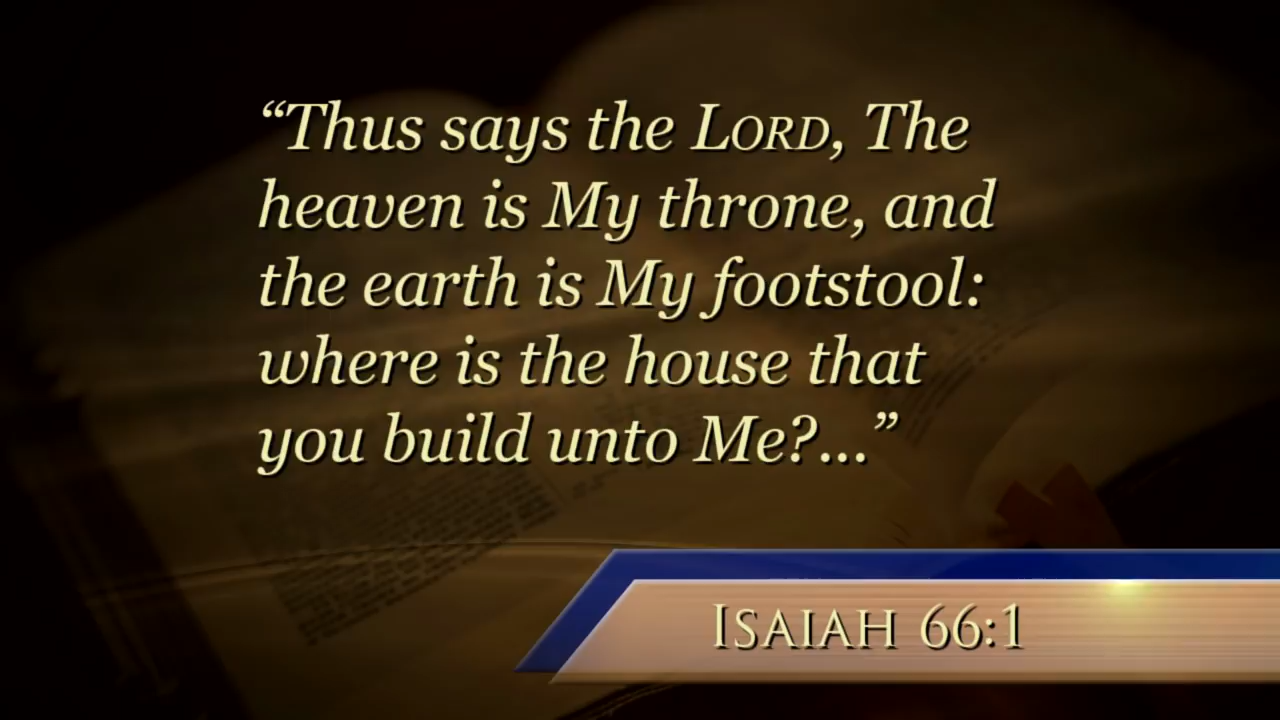 “Thus says the LORD, The
heaven is My throne, and
the earth is My footstool:
where is the house that
you build unto Me?...”
ISAIAH 66:1